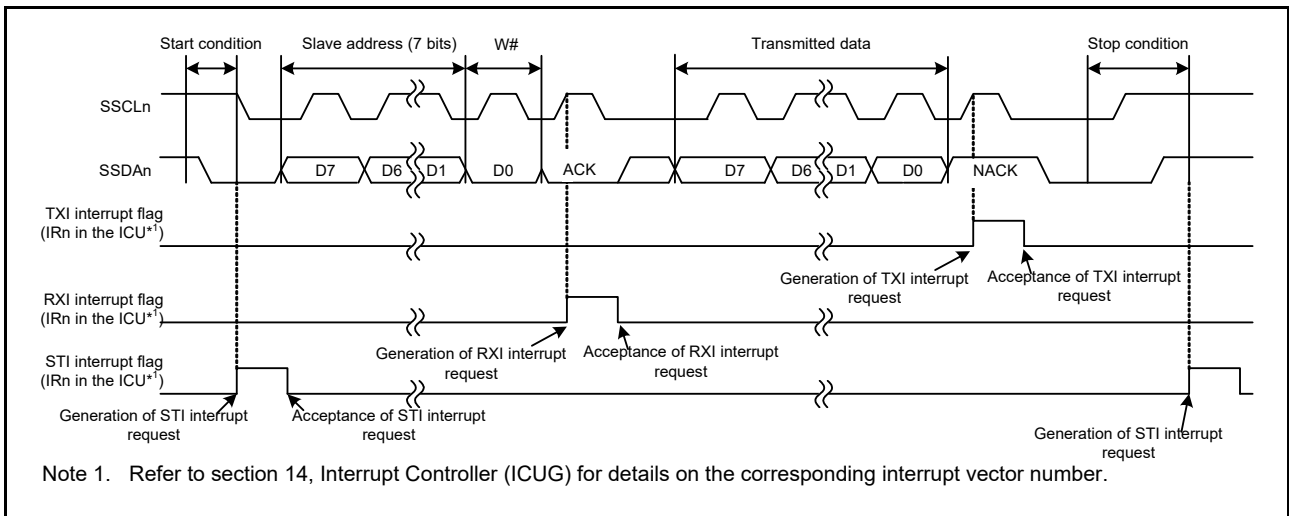 Start condition Slave address (7 bits) W# Transmitted data Stop condition
SSCLn
SSDAn D7 D6 D1 D0 ACK D7 D6 D1 D0 NACK
TXI interrupt flag
(IRn in the ICU*1)
Generation of TXI interrupt
request
Acceptance of TXI interrupt
request
RXI interrupt flag
(IRn in the ICU*1)
Generation of RXI interrupt
request
Acceptance of RXI interrupt
request
STI interrupt flag
(IRn in the ICU*1)
Generation of STI interrupt
request
Acceptance of STI interrupt
request
Generation of STI interrupt
request
Note 1. Refer to section 14, Interrupt Controller (ICUG) for details on the corresponding interrupt vector number.